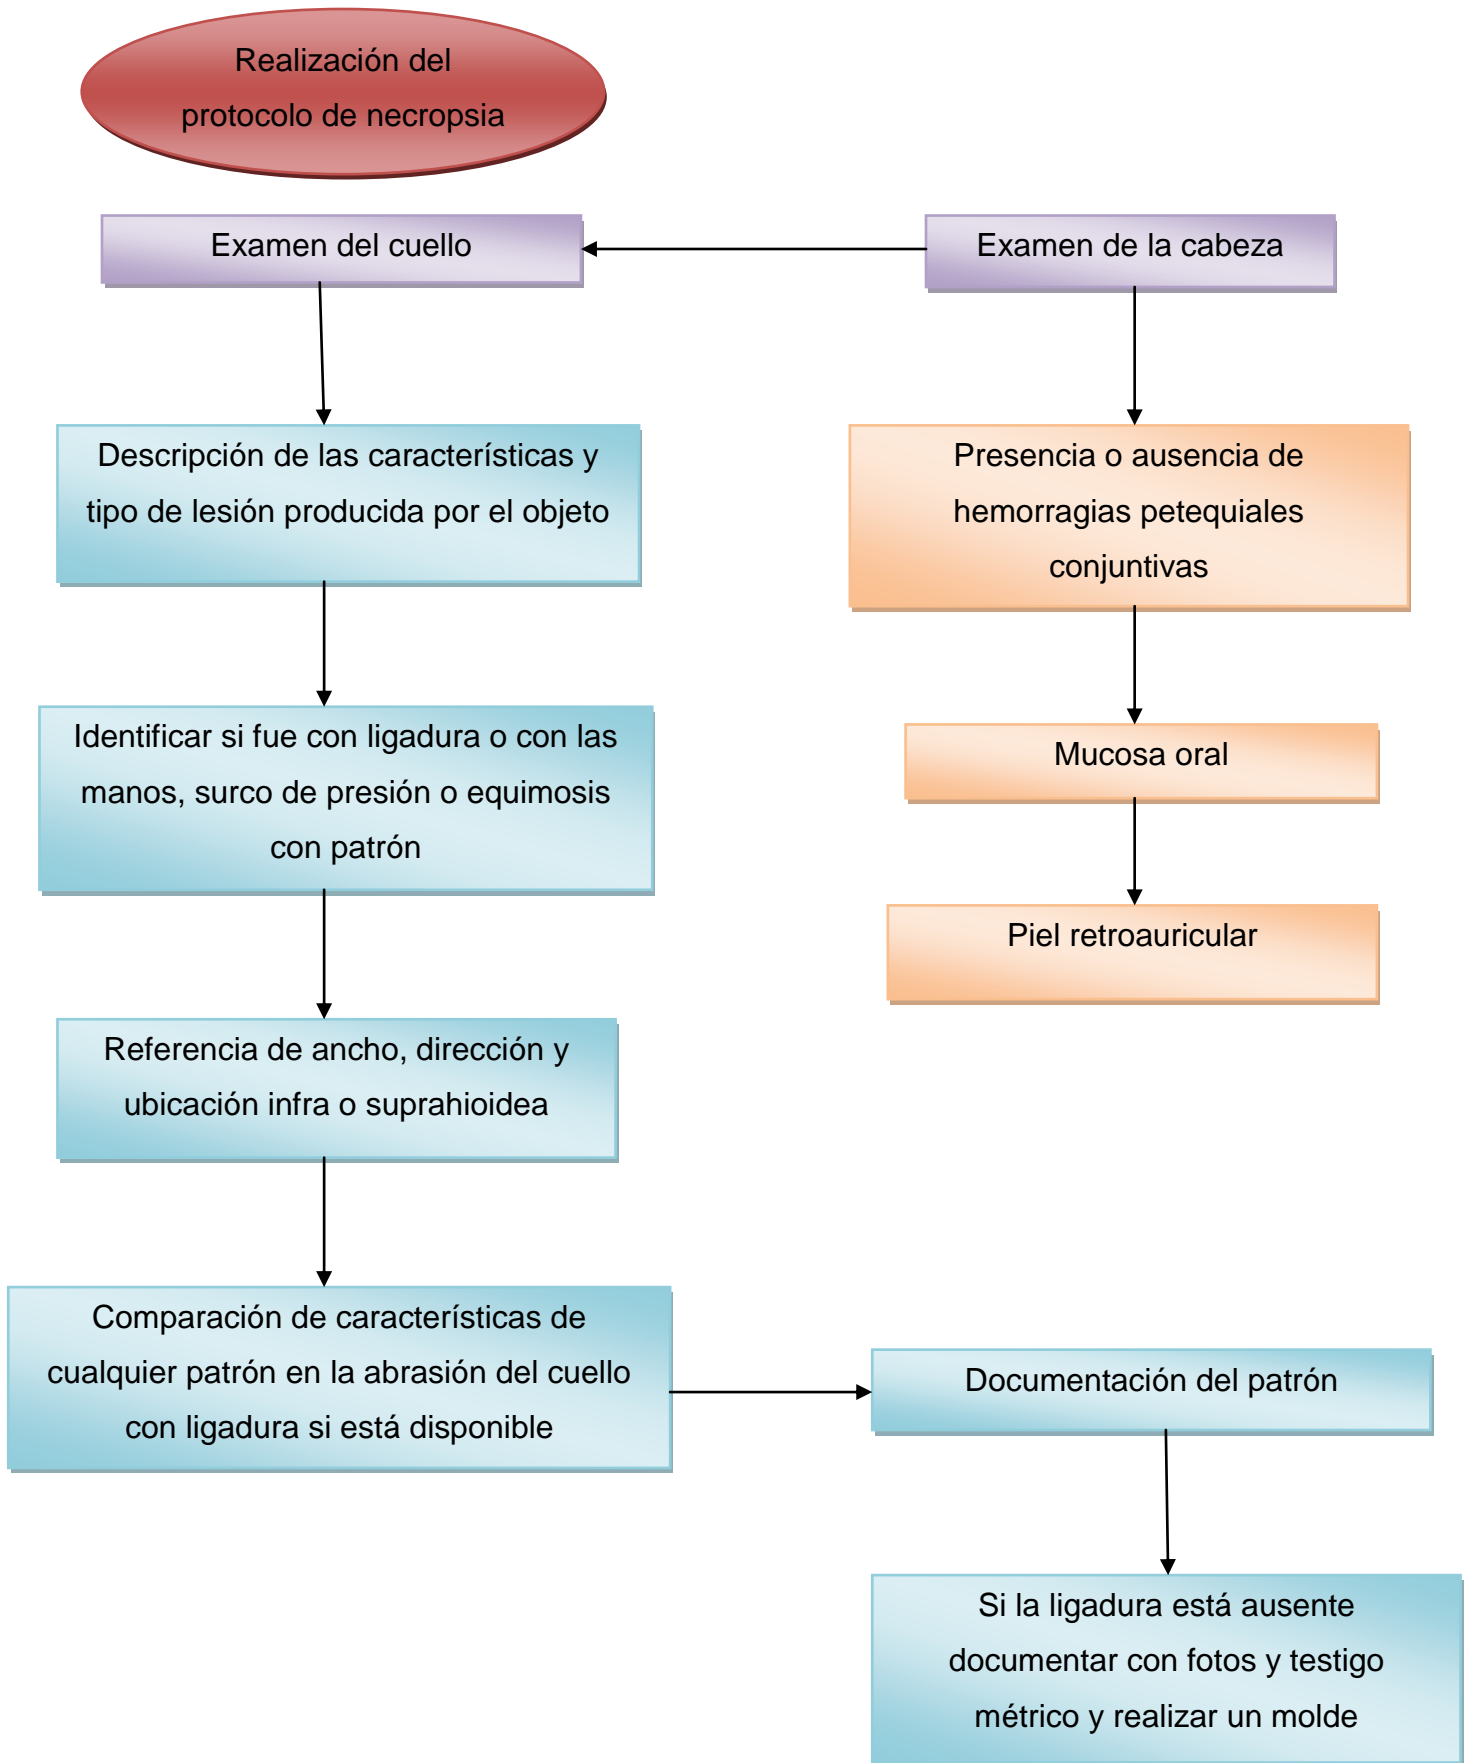 Realización del
protocolo de necropsia
Examen del cuello
Examen de la cabeza
Descripción de las características y
tipo de lesión producida por el objeto
Presencia o ausencia de
hemorragias petequiales
conjuntivas
Identificar si fue con ligadura o con las
manos, surco de presión o equimosis
con patrón
Mucosa oral
Piel retroauricular
Referencia de ancho, dirección y
ubicación infra o suprahioidea
Comparación de características de
cualquier patrón en la abrasión del cuello
con ligadura si está disponible
Documentación del patrón
Si la ligadura está ausente
documentar con fotos y testigo
métrico y realizar un molde